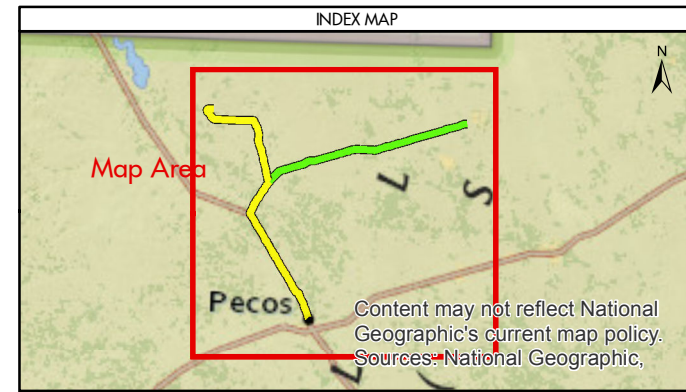 INDEX MAP
N
Map Area
L
S
Pecos
Content may not reflect National
Geographic's current map policy.
Sources: National Geographic,
L
(